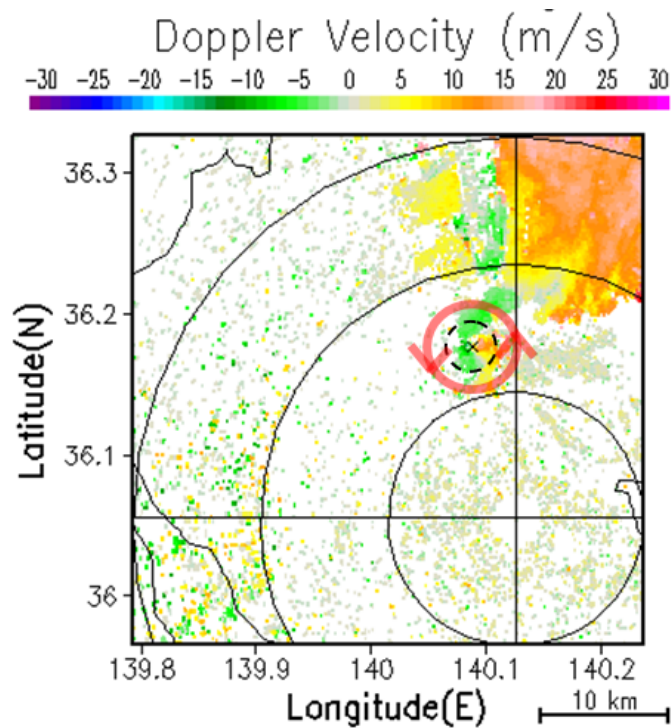 Doppler Velocity (m/s)
-30 -25 -20 -15 -10 -5 0 5 10 15 20 25 30
36.3
36.2
36.1
36
Latitude(N)
139.8 139.9 140 140.1 140.2
Longitude(E)
10 km